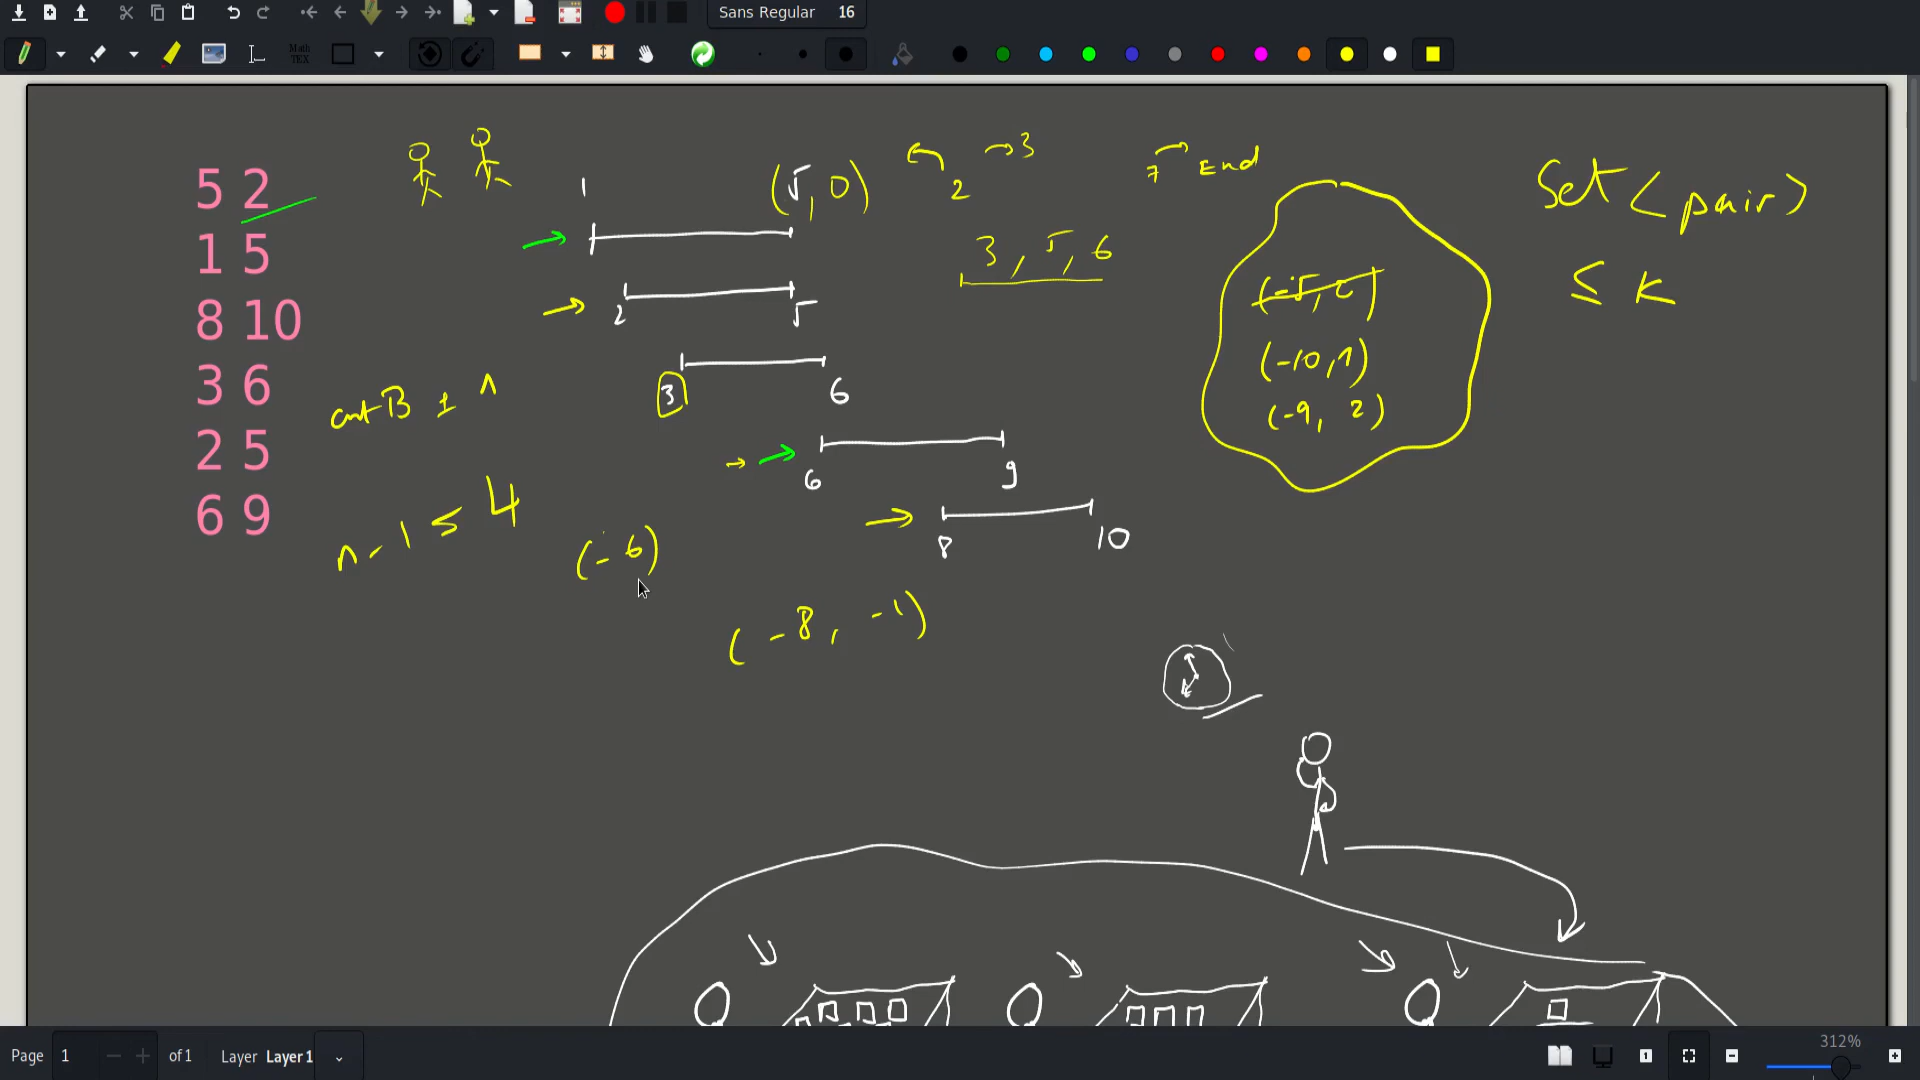 Sans Regular 16
Math
TEX
5 2
1 5
8 10
3 6
2 5
6 9
1
(5, 0)
2
→3
7 End
Set < pair >
≤ k
3, 5, 6
2 5
3 6
6 9
8 10
(-5, 0)
(-10, 1)
(-9, 2)
n - 1 ≤ 4
(- 6)
(- 8, -1)
Page 1 of 1 Layer Layer 1
312%